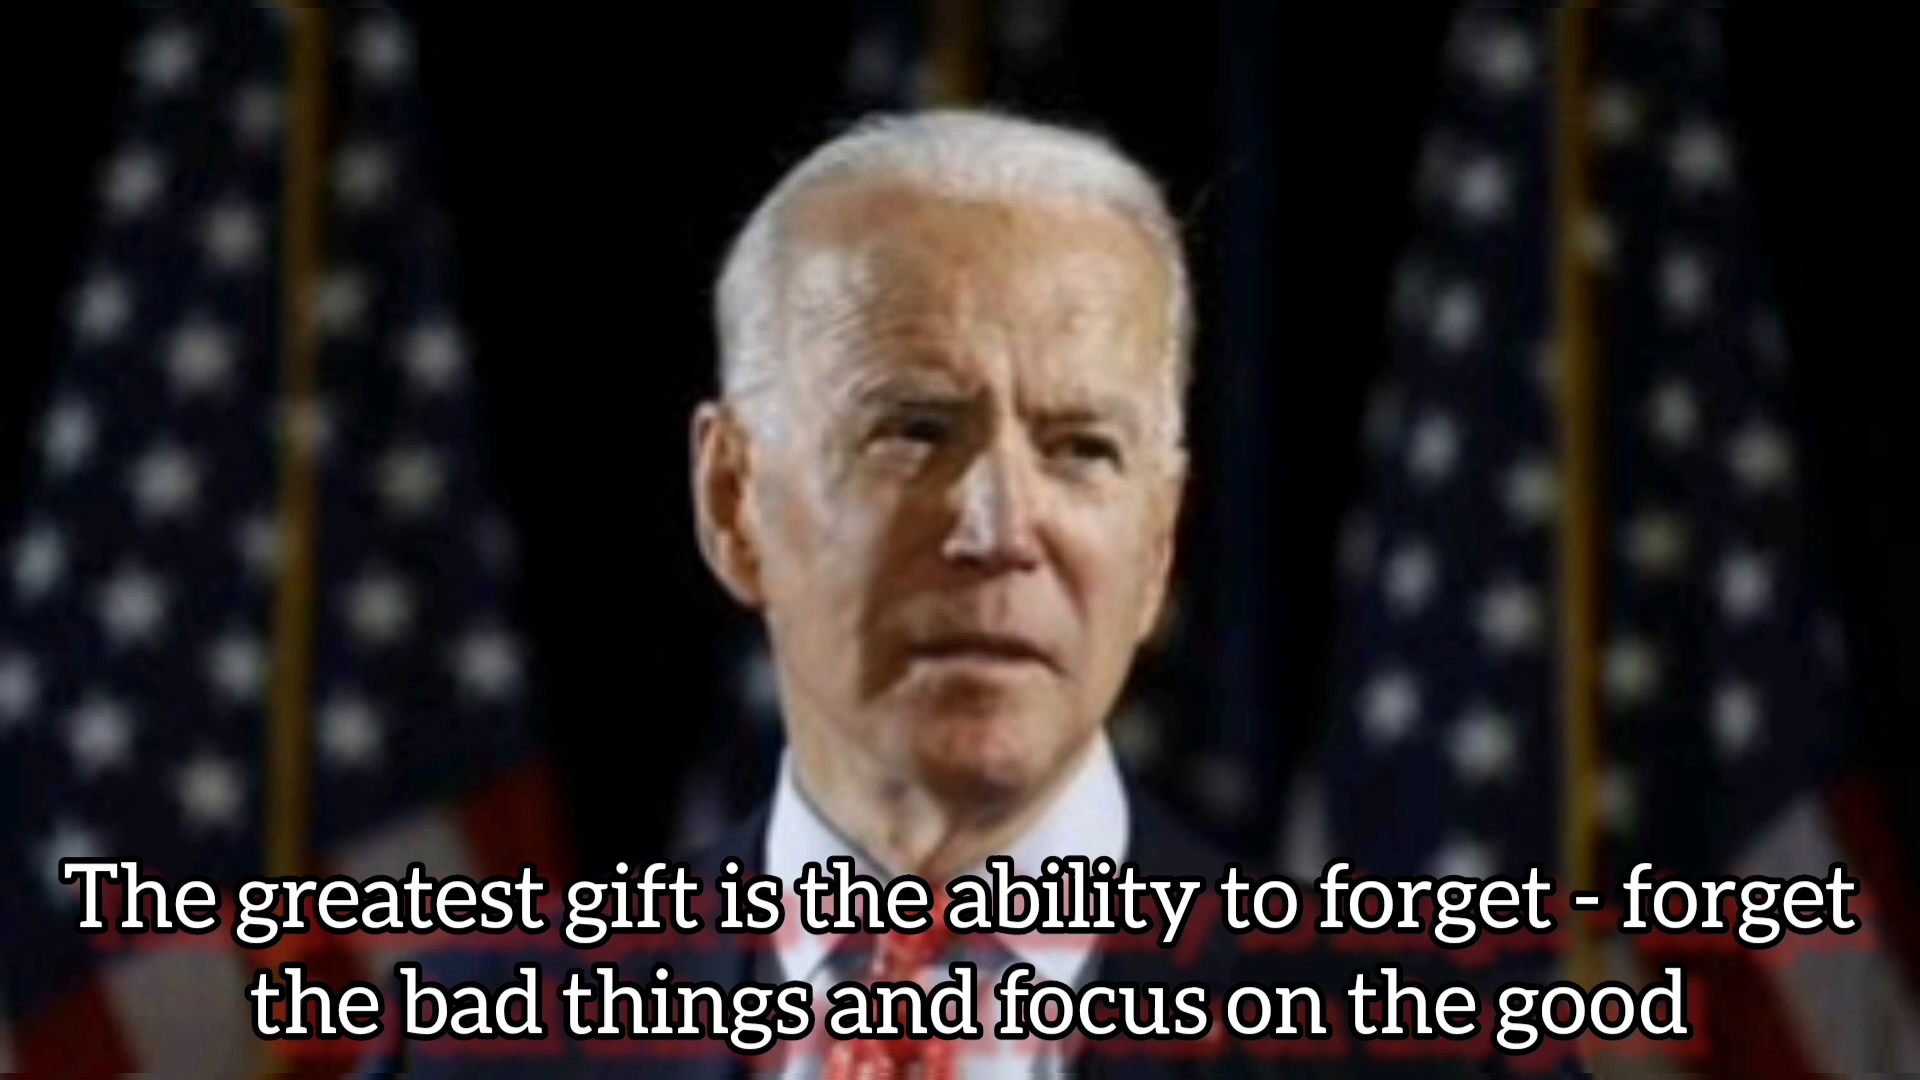 The greatest gift is the ability to forget - forget
the bad things and focus on the good